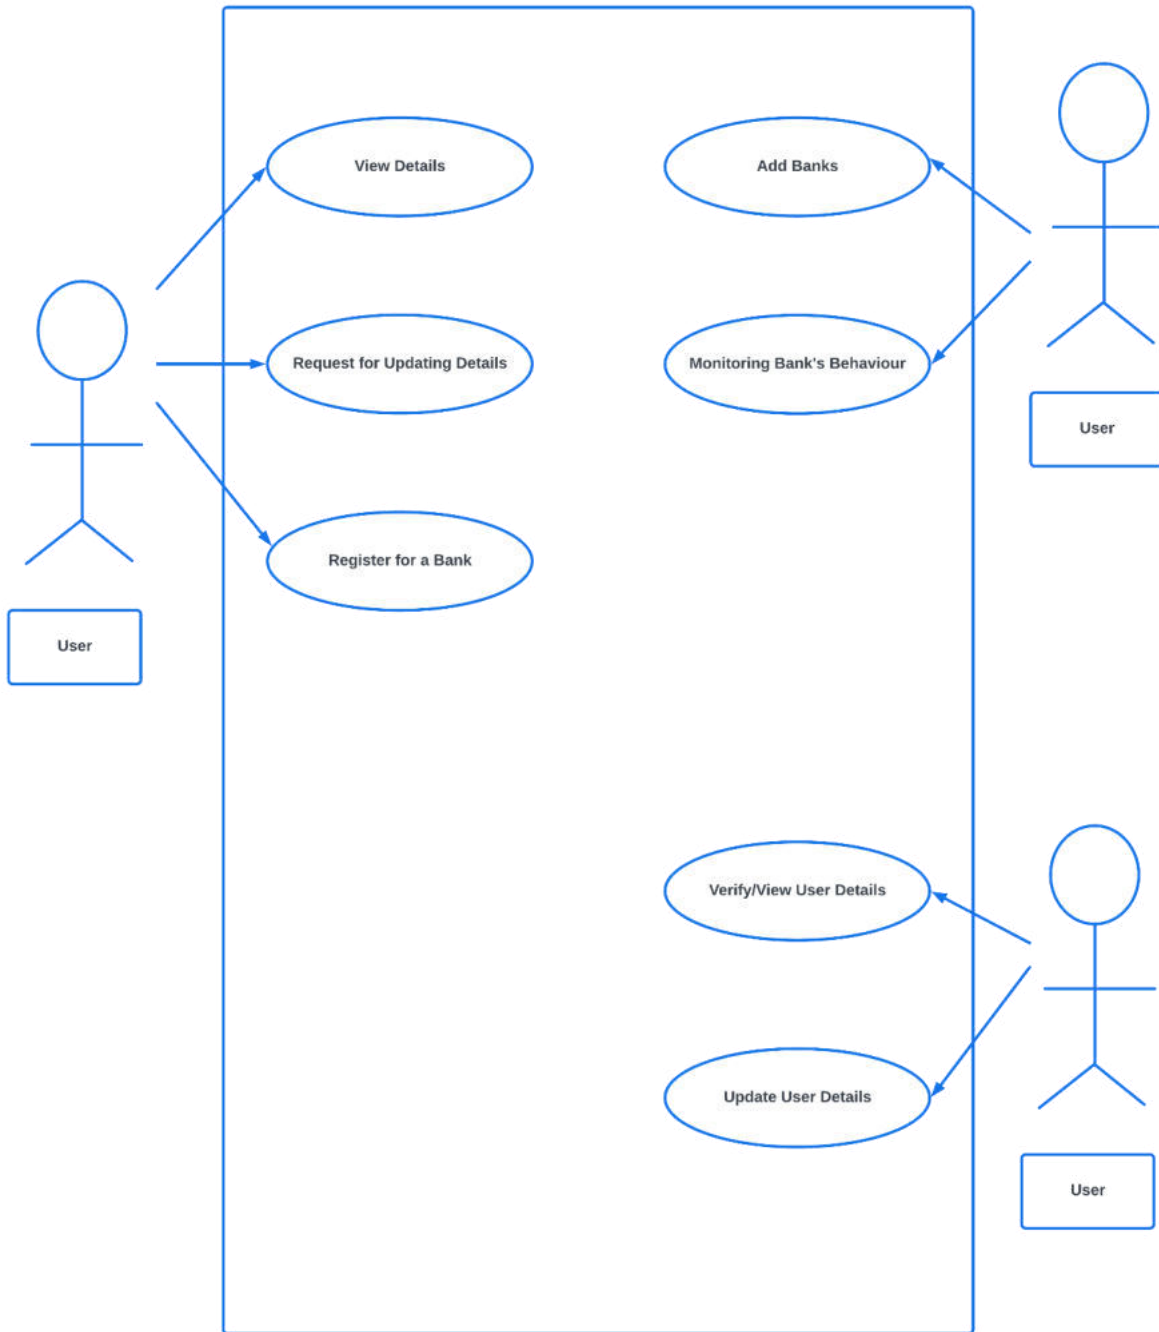 View Details
Add Banks
Request for Updating Details
Monitoring Bank's Behaviour
User
Register for a Bank
User
Verify/View User Details
Update User Details
User